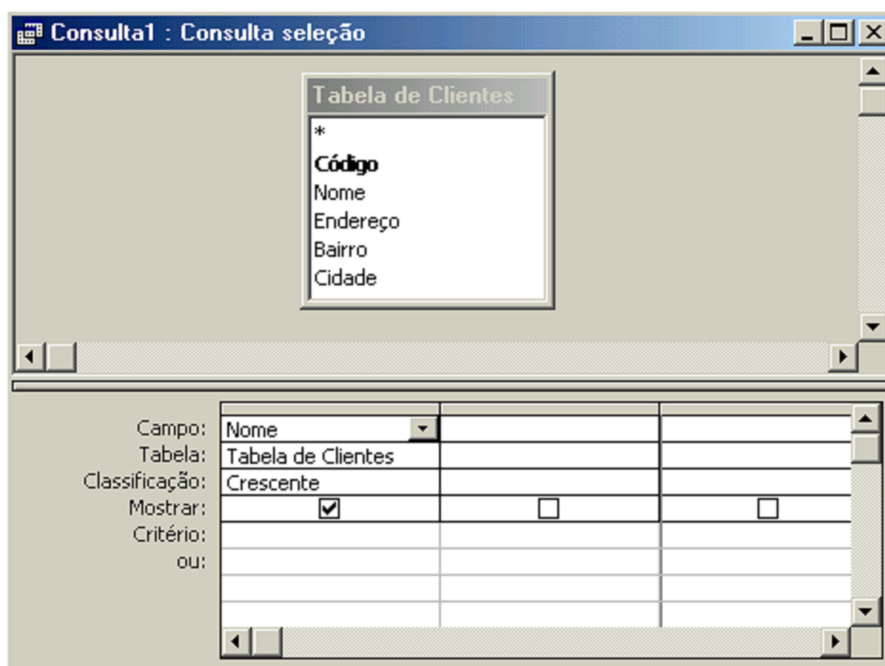 Consulta1 : Consulta seleção
Tabela de Clientes
*
Código
Nome
Endereço
Bairro
Cidade
Campo: Nome
Tabela: Tabela de Clientes
Classificação: Crescente
Mostrar:
Critério:
ou: